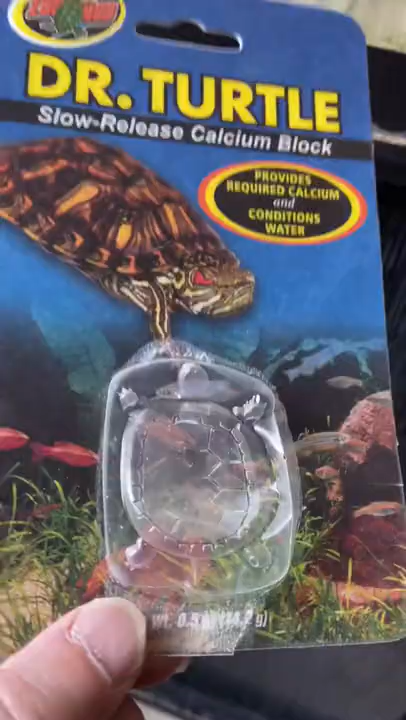 DR. TURTLE
Slow-Release Calcium Block
PROVIDES
REQUIRED CALCIUM
and
CONDITIONS
WATER